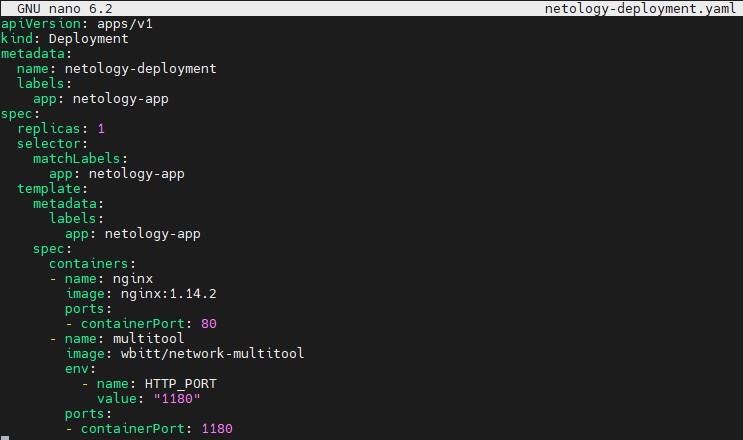 GNU nano 6.2 netology-deployment.yaml
apiVersion: apps/v1
kind: Deployment
metadata:
  name: netology-deployment
  labels:
    app: netology-app
spec:
  replicas: 1
  selector:
    matchLabels:
      app: netology-app
  template:
    metadata:
      labels:
        app: netology-app
    spec:
      containers:
      - name: nginx
        image: nginx:1.14.2
        ports:
        - containerPort: 80
      - name: multitool
        image: wbitt/network-multitool
        env:
          - name: HTTP_PORT
            value: "1180"
        ports:
        - containerPort: 1180